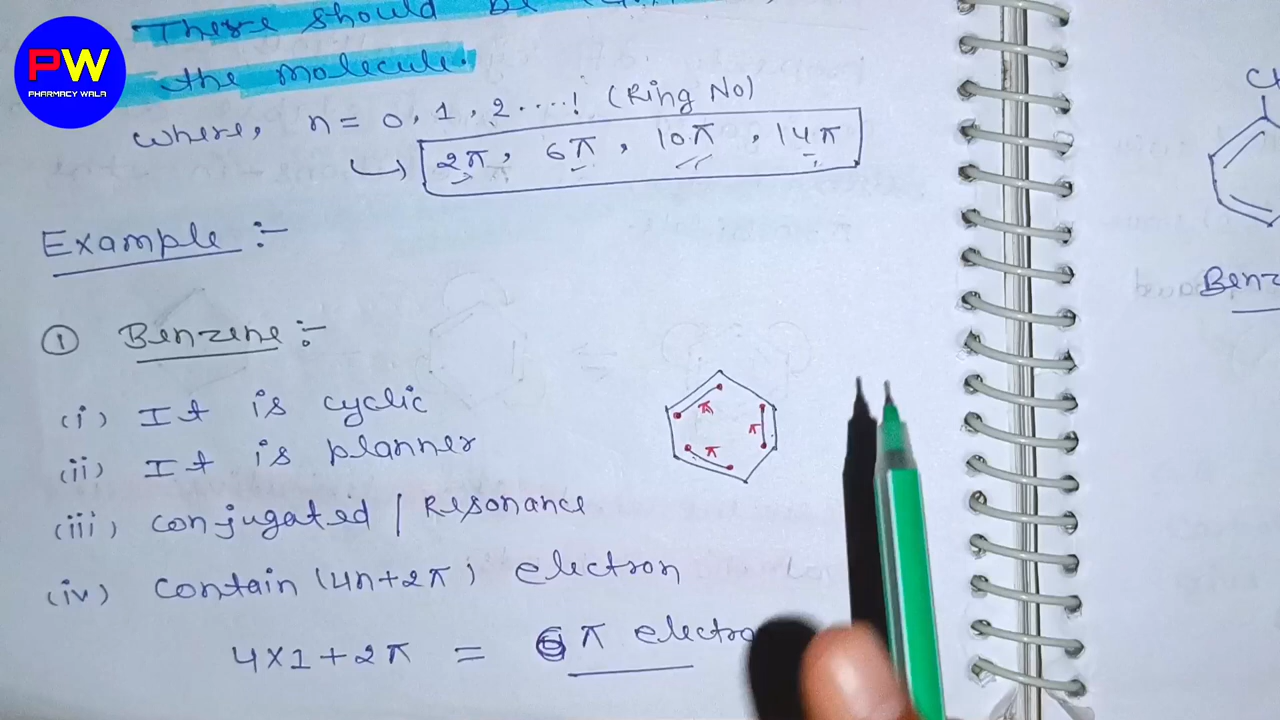 There should be
PW
PHARMACY WALA
the molecule.
where, n = 0, 1, 2 ....! (Ring No)
↳ 2π, 6π, 10π, 14π
Example :-
① Benzene :-
(i) It is cyclic
(ii) It is planner
(iii) conjugated / Resonance
(iv) contain (4n+2π) electron
4×1+2π = 6 π electro
π
π
π
Benz